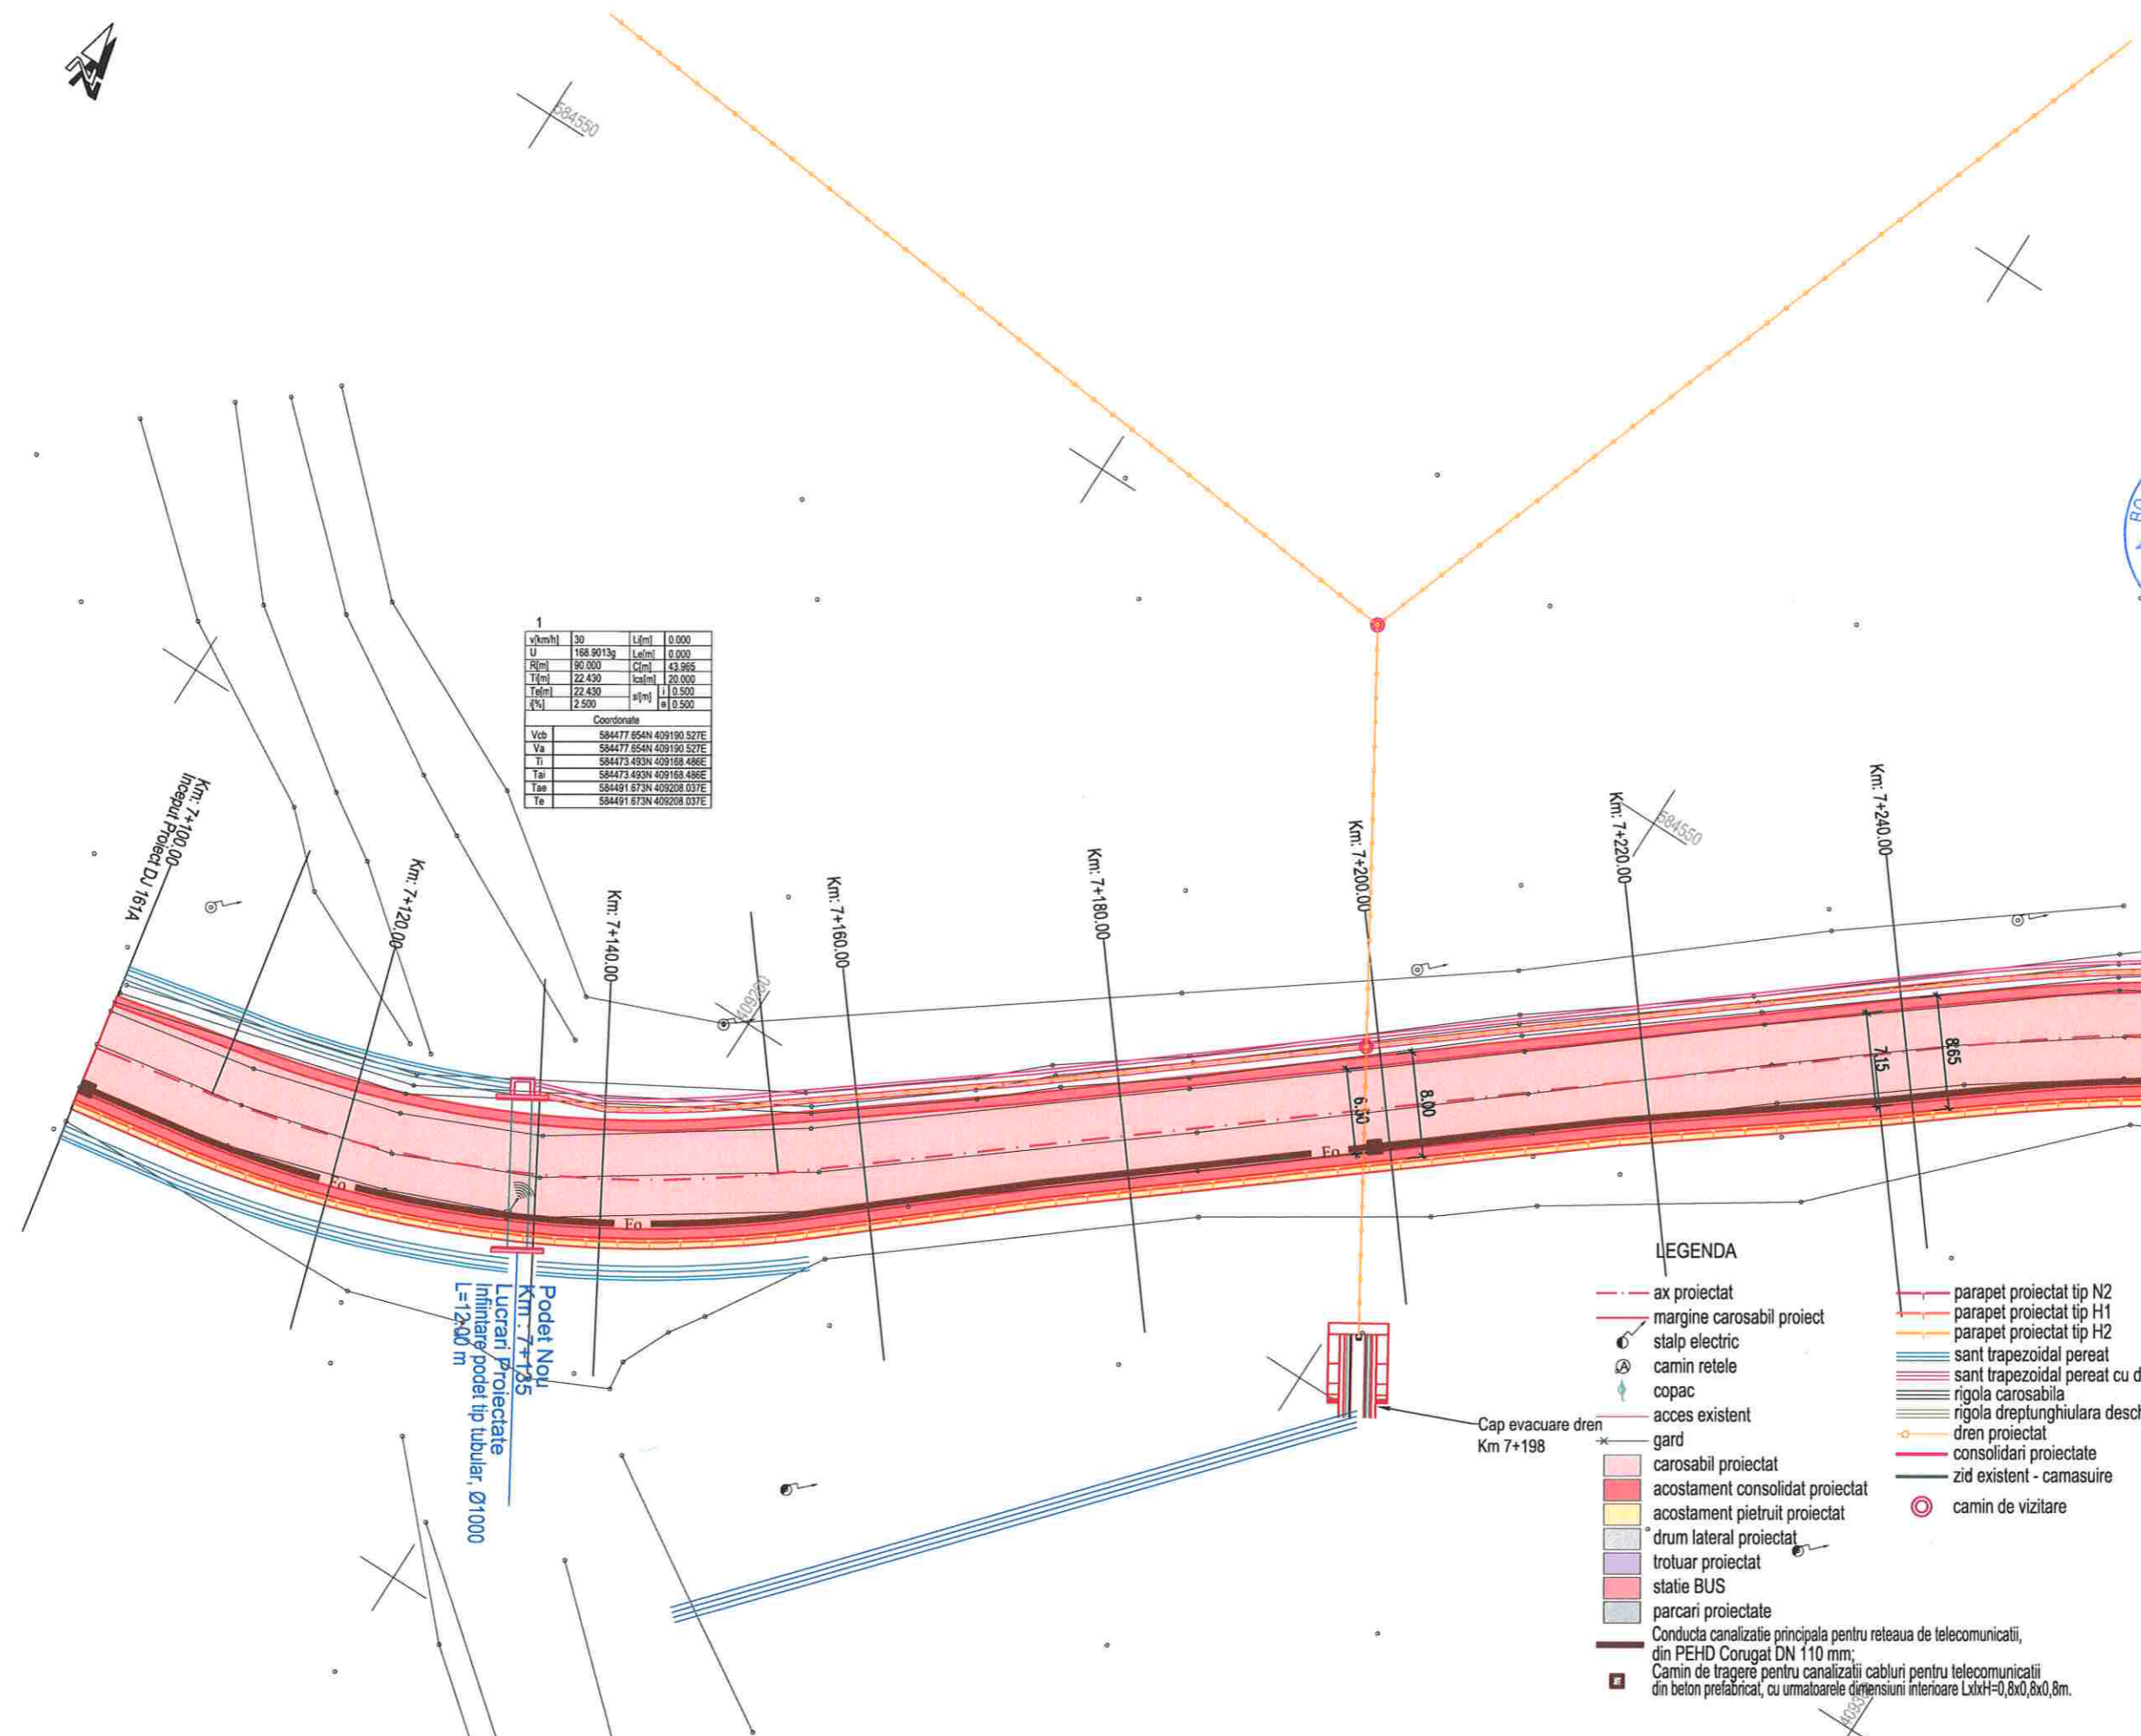 584550
1
v[km/h] 30 Li[m] 0.000
U 168.9013g Le[m] 0.000
R[m] 90.000 C[m] 43.965
Ti[m] 22.430 lcs[m] 20.000
Te[m] 22.430 sl[m] i 0.500
i[%] 2.500 e 0.500
Coordonate
Vcb 584477.654N 409190.527E
Va 584477.654N 409190.527E
Ti 584473.493N 409168.486E
Tai 584473.493N 409168.486E
Tae 584491.673N 409208.037E
Te 584491.673N 409208.037E
Km: 7+100.00
Inceput Proiect DJ 161A
Km: 7+120.00
Km: 7+140.00
Km: 7+160.00
Km: 7+180.00
Km: 7+200.00
Km: 7+220.00
584550
Km: 7+240.00
409200
6.50
8.00
7.15
8.65
Fo
Fo
Fo
Podet Nou
Km : 7+135
Lucrari Proiectate
Infiintare podet tip tubular, Ø1000
L=12.00 m
Cap evacuare dren
Km 7+198
LEGENDA
ax proiectat
margine carosabil proiect
stalp electric
camin retele
copac
acces existent
gard
carosabil proiectat
acostament consolidat proiectat
acostament pietruit proiectat
drum lateral proiectat
trotuar proiectat
statie BUS
parcari proiectate
Conducta canalizatie principala pentru reteaua de telecomunicatii,
din PEHD Corugat DN 110 mm;
Camin de tragere pentru canalizatii cabluri pentru telecomunicatii
din beton prefabricat, cu urmatoarele dimensiuni interioare LxlxH=0,8x0,8x0,8m.
parapet proiectat tip N2
parapet proiectat tip H1
parapet proiectat tip H2
sant trapezoidal pereat
sant trapezoidal pereat cu d
rigola carosabila
rigola dreptunghiulara desch
dren proiectat
consolidari proiectate
zid existent - camasuire
camin de vizitare